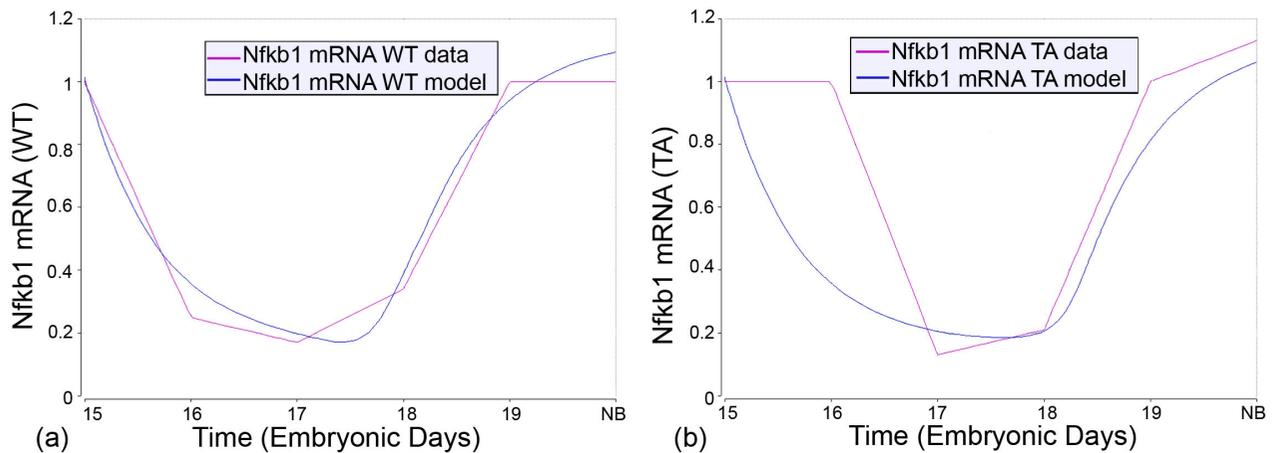 1.2
1
0.8
0.6
0.4
0.2
0
Nfkb1 mRNA (WT)
Nfkb1 mRNA WT data
Nfkb1 mRNA WT model
15 16 17 18 19 NB
(a) Time (Embryonic Days)
1.2
1
0.8
0.6
0.4
0.2
0
Nfkb1 mRNA (TA)
Nfkb1 mRNA TA data
Nfkb1 mRNA TA model
15 16 17 18 19 NB
(b) Time (Embryonic Days)